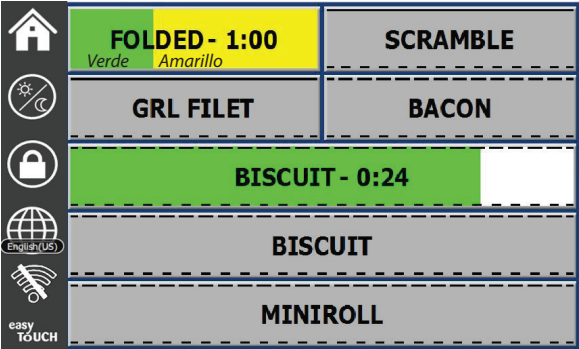 FOLDED - 1:00
Verde Amarillo
SCRAMBLE
GRL FILET
BACON
BISCUIT - 0:24
BISCUIT
English(US)
MINIROLL
easy
TOUCH